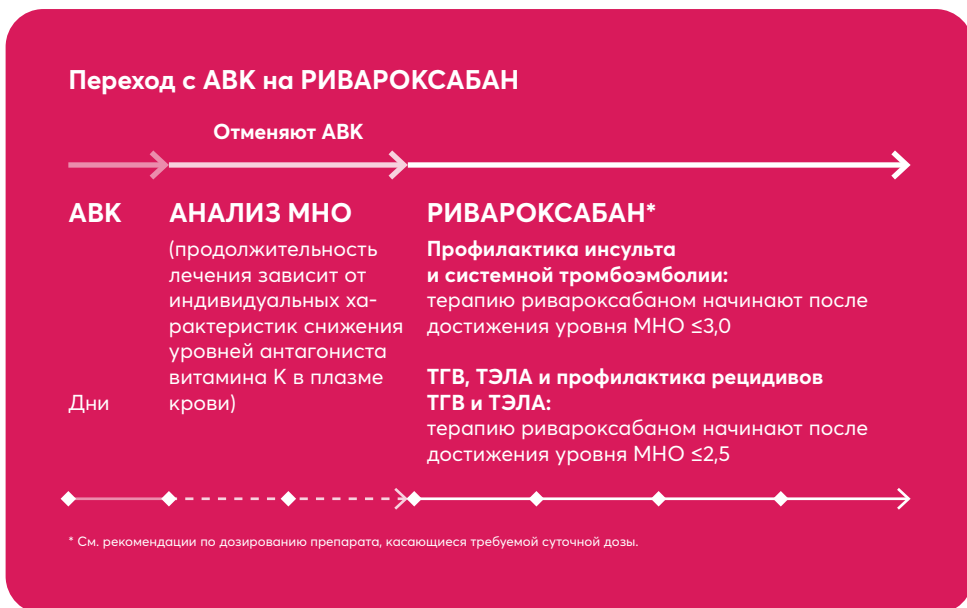 Переход с АВК на РИВАРОКСАБАН
Отменяют АВК
АВК
АНАЛИЗ МНО
(продолжительность
лечения зависит от
индивидуальных ха-
рактеристик снижения
уровней антагониста
витамина К в плазме
крови)
Дни
РИВАРОКСАБАН*
Профилактика инсульта
и системной тромбоэмболии:
терапию ривароксабаном начинают после
достижения уровня МНО ≤3,0
ТГВ, ТЭЛА и профилактика рецидивов
ТГВ и ТЭЛА:
терапию ривароксабаном начинают после
достижения уровня МНО ≤2,5
* См. рекомендации по дозированию препарата, касающиеся требуемой суточной дозы.